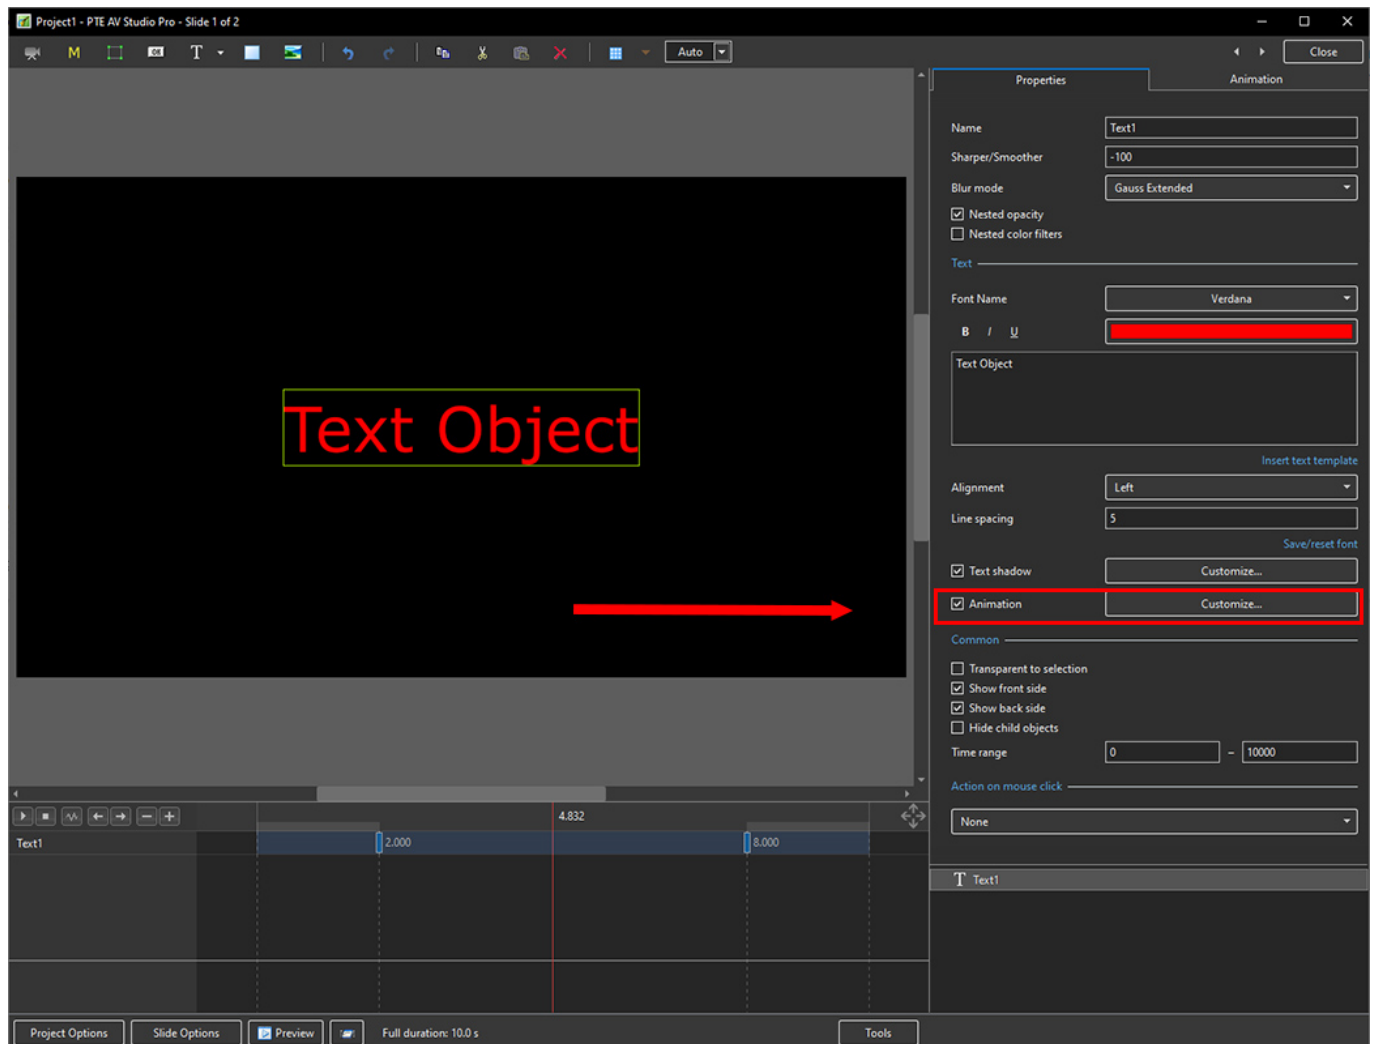 Project1 - PTE AV Studio Pro - Slide 1 of 2
M OK T Auto Close
Properties Animation
Name Text1
Sharper/Smoother -100
Blur mode Gauss Extended
Nested opacity
Nested color filters
Text
Font Name Verdana
B I U
Text Object
Text Object
Insert text template
Alignment Left
Line spacing 5
Save/reset font
Text shadow Customize...
Animation Customize...
Common
Transparent to selection
Show front side
Show back side
Hide child objects
Time range 0 – 10000
Action on mouse click
None
4.832
Text1 2.000 8.000
T Text1
Project Options Slide Options Preview Full duration: 10.0 s Tools